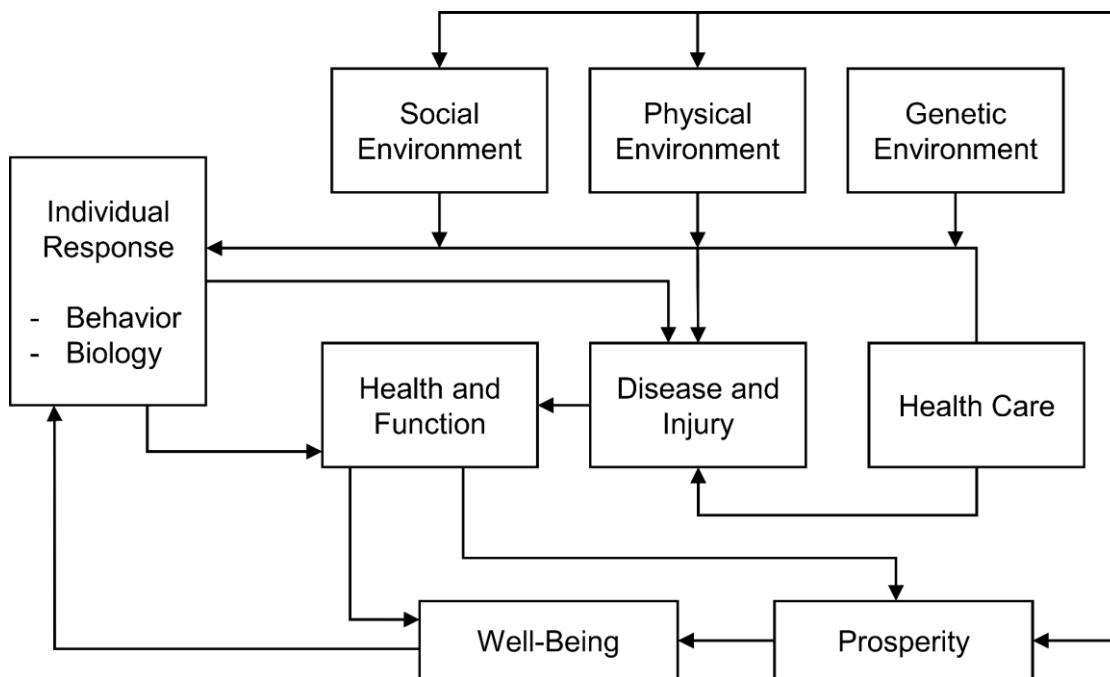 Social
Environment
Physical
Environment
Genetic
Environment
Individual
Response
- Behavior
- Biology
Health and
Function
Disease and
Injury
Health Care
Well-Being
Prosperity